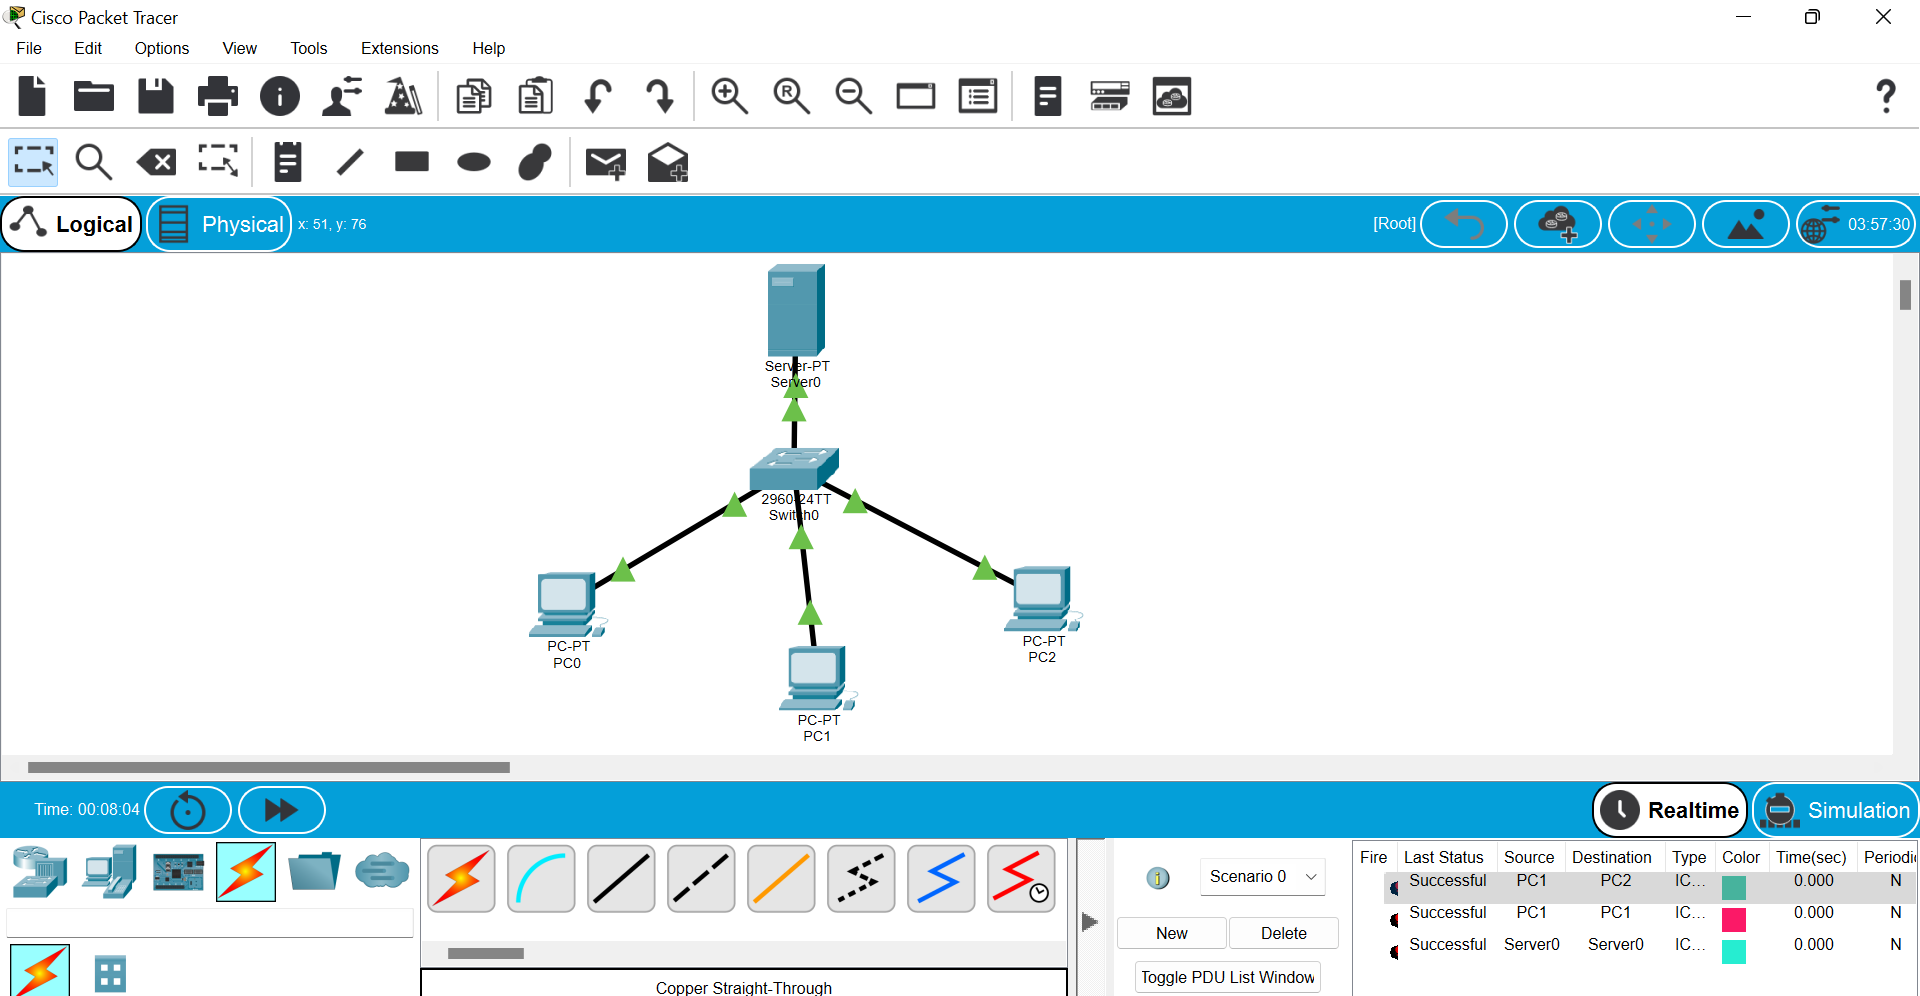 Cisco Packet Tracer
File Edit Options View Tools Extensions Help
Logical Physical x: 51, y: 76 [Root] 03:57:30
Server-PT
Server0
2960-24TT
Switch0
PC-PT
PC0
PC-PT
PC2
PC-PT
PC1
Time: 00:08:04 Realtime Simulation
Scenario 0
New Delete
Toggle PDU List Window
Copper Straight-Through
Fire Last Status Source Destination Type Color Time(sec) Periodic
Successful PC1 PC2 IC... 0.000 N
Successful PC1 PC1 IC... 0.000 N
Successful Server0 Server0 IC... 0.000 N